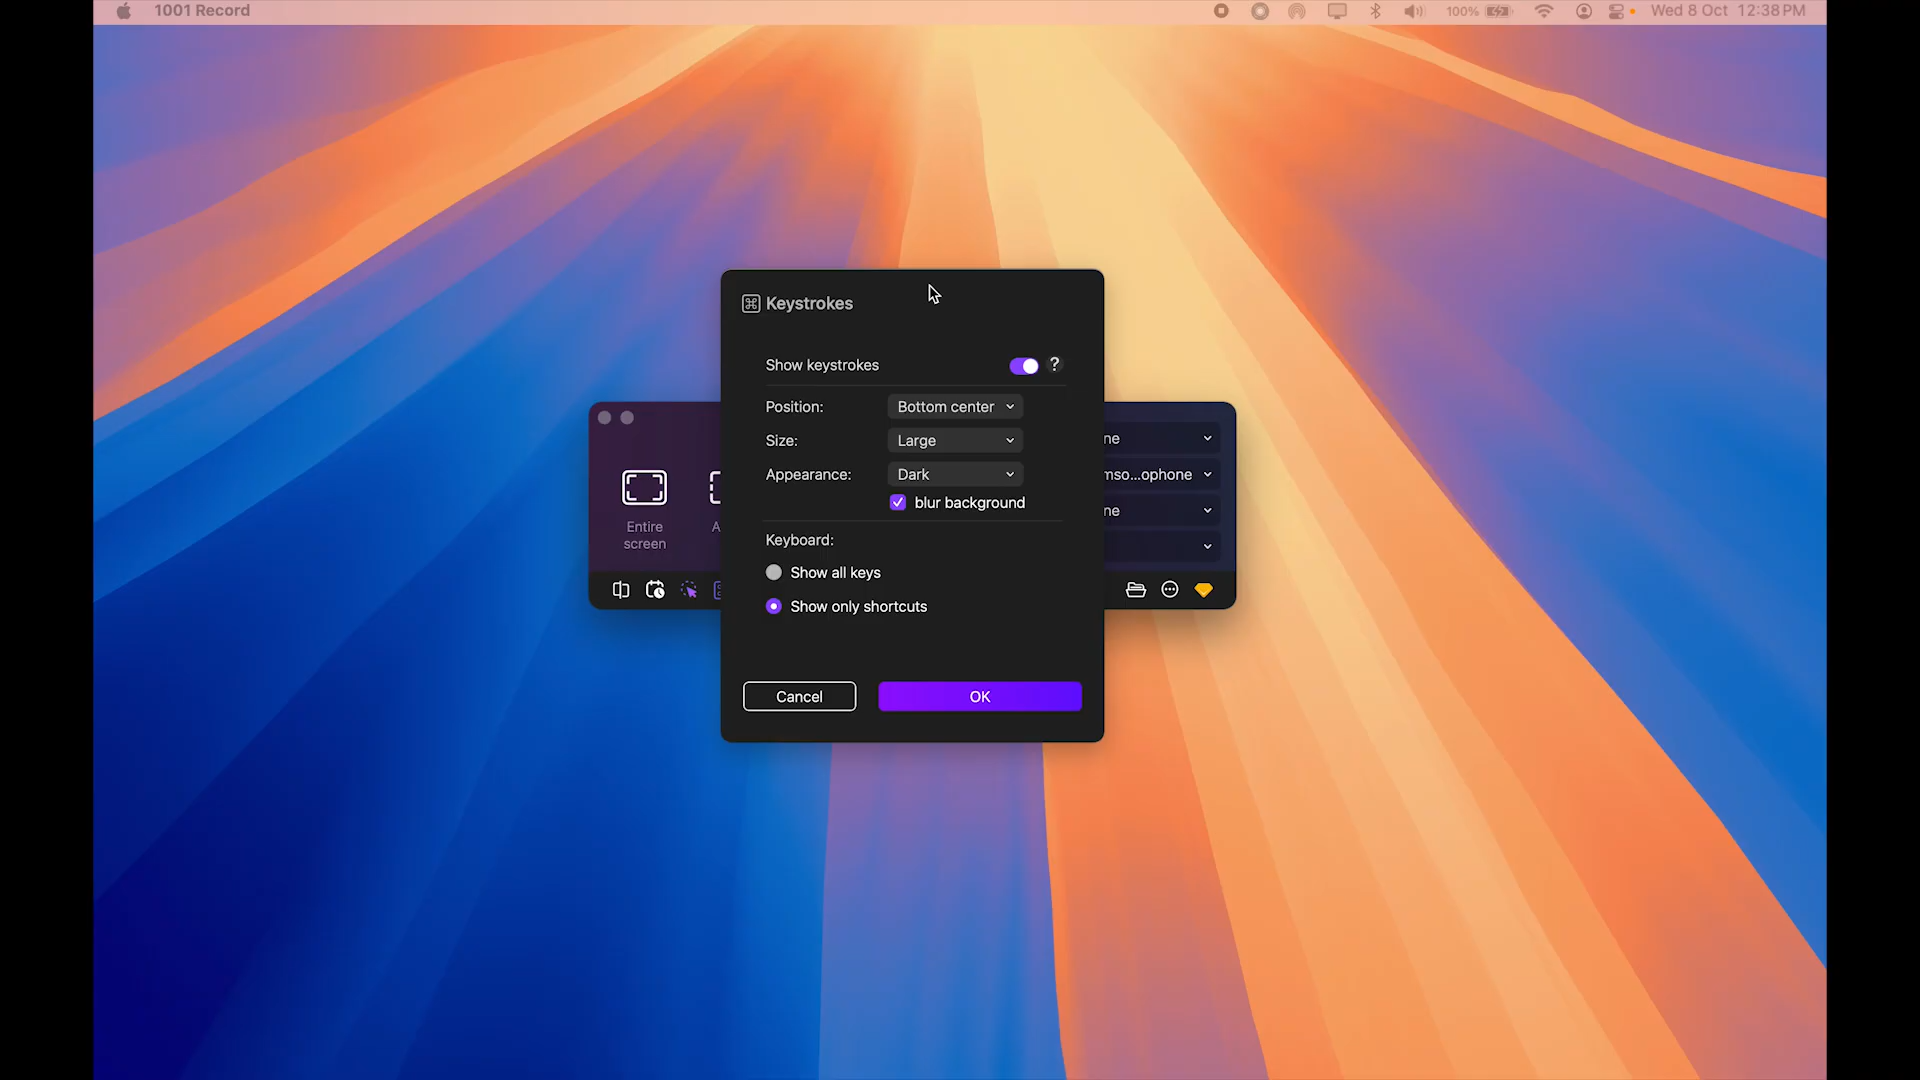 1001 Record
100%
Wed 8 Oct 12:38 PM
Keystrokes
Show keystrokes
?
Position:
Bottom center
Size:
Large
Appearance:
Dark
blur background
Keyboard:
Show all keys
Show only shortcuts
Cancel
OK
Entire
screen
A
ne
mso...ophone
ne